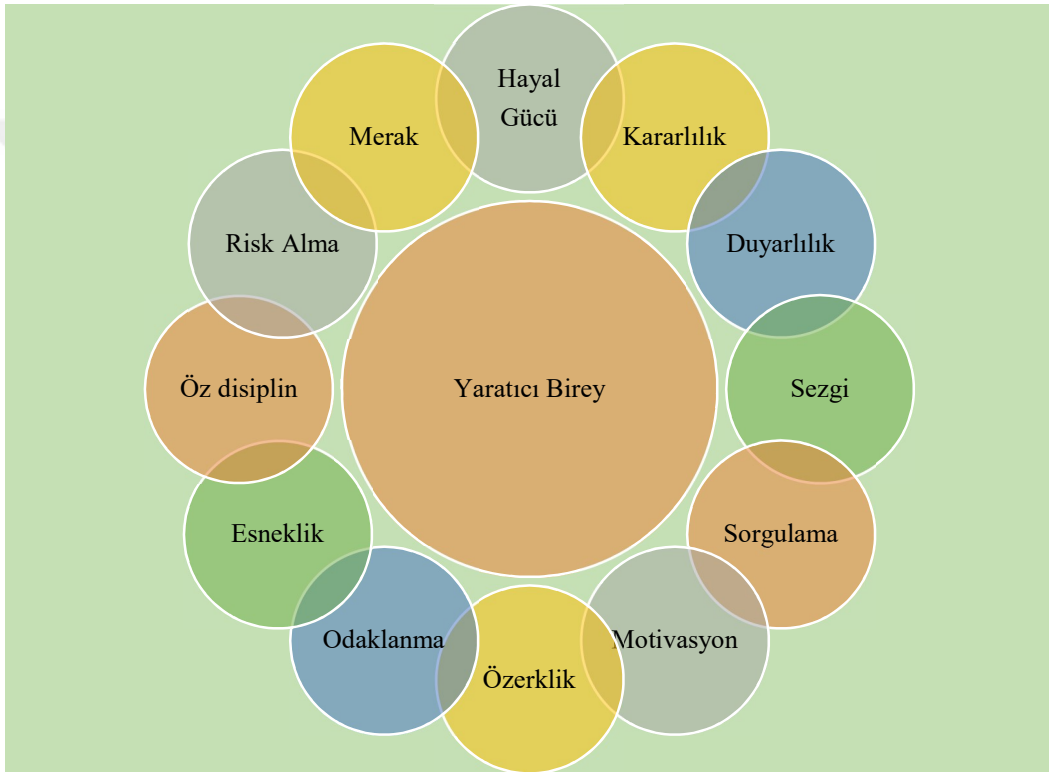 Hayal
Gücü
Kararlılık
Duyarlılık
Sezgi
Sorgulama
Motivasyon
Özerklik
Odaklanma
Esneklik
Öz disiplin
Risk Alma
Merak
Yaratıcı Birey